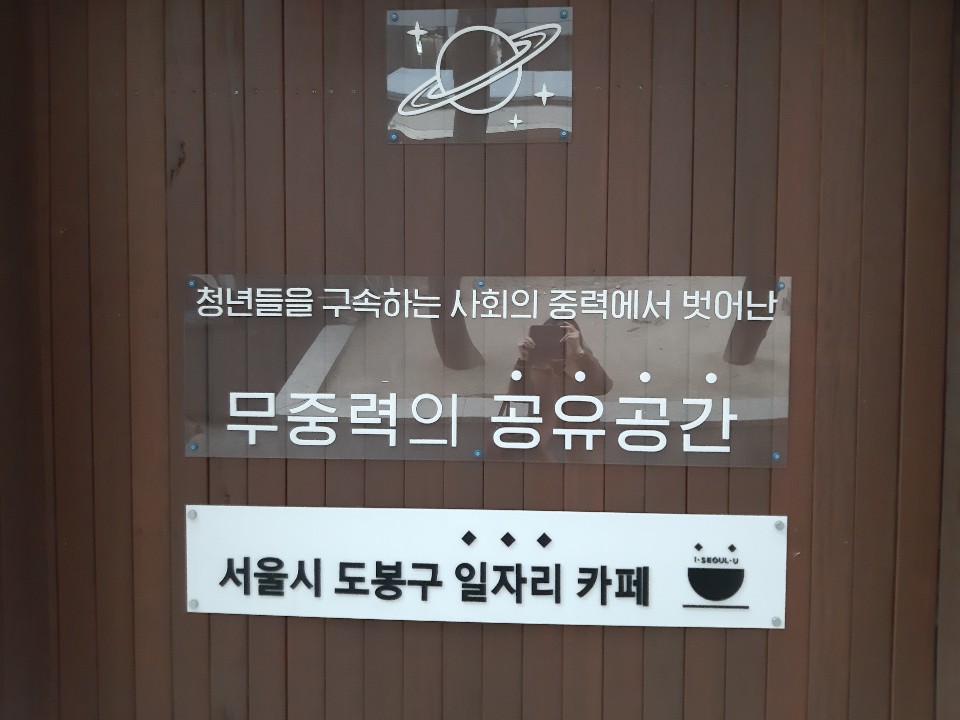 청년들을 구속하는 사회의 중력에서 벗어난
무중력의 공유공간
서울시 도봉구 일자리 카페
I·SEOUL·U